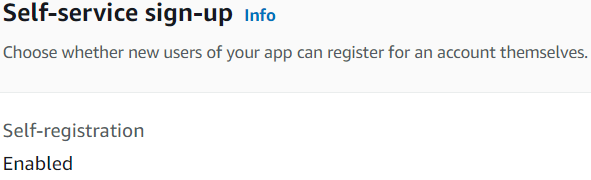 Self-service sign-up Info
Choose whether new users of your app can register for an account themselves.
Self-registration
Enabled